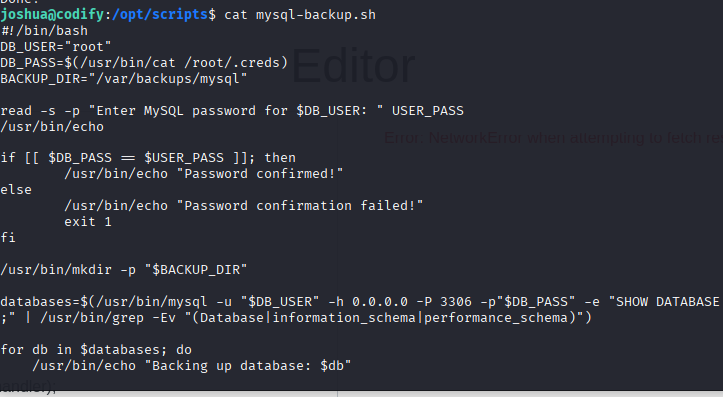 joshua@codify:/opt/scripts$ cat mysql-backup.sh
#!/bin/bash
DB_USER="root"
DB_PASS=$(/usr/bin/cat /root/.creds)
BACKUP_DIR="/var/backups/mysql"
Editor
read -s -p "Enter MySQL password for $DB_USER: " USER_PASS
/usr/bin/echo
Error: NetworkError when attempting to fetch re
if [[ $DB_PASS == $USER_PASS ]]; then
        /usr/bin/echo "Password confirmed!"
else
        /usr/bin/echo "Password confirmation failed!"
        exit 1
fi
/usr/bin/mkdir -p "$BACKUP_DIR"
databases=$(/usr/bin/mysql -u "$DB_USER" -h 0.0.0.0 -P 3306 -p"$DB_PASS" -e "SHOW DATABASE
;" | /usr/bin/grep -Ev "(Database|information_schema|performance_schema)")
for db in $databases; do
    /usr/bin/echo "Backing up database: $db"